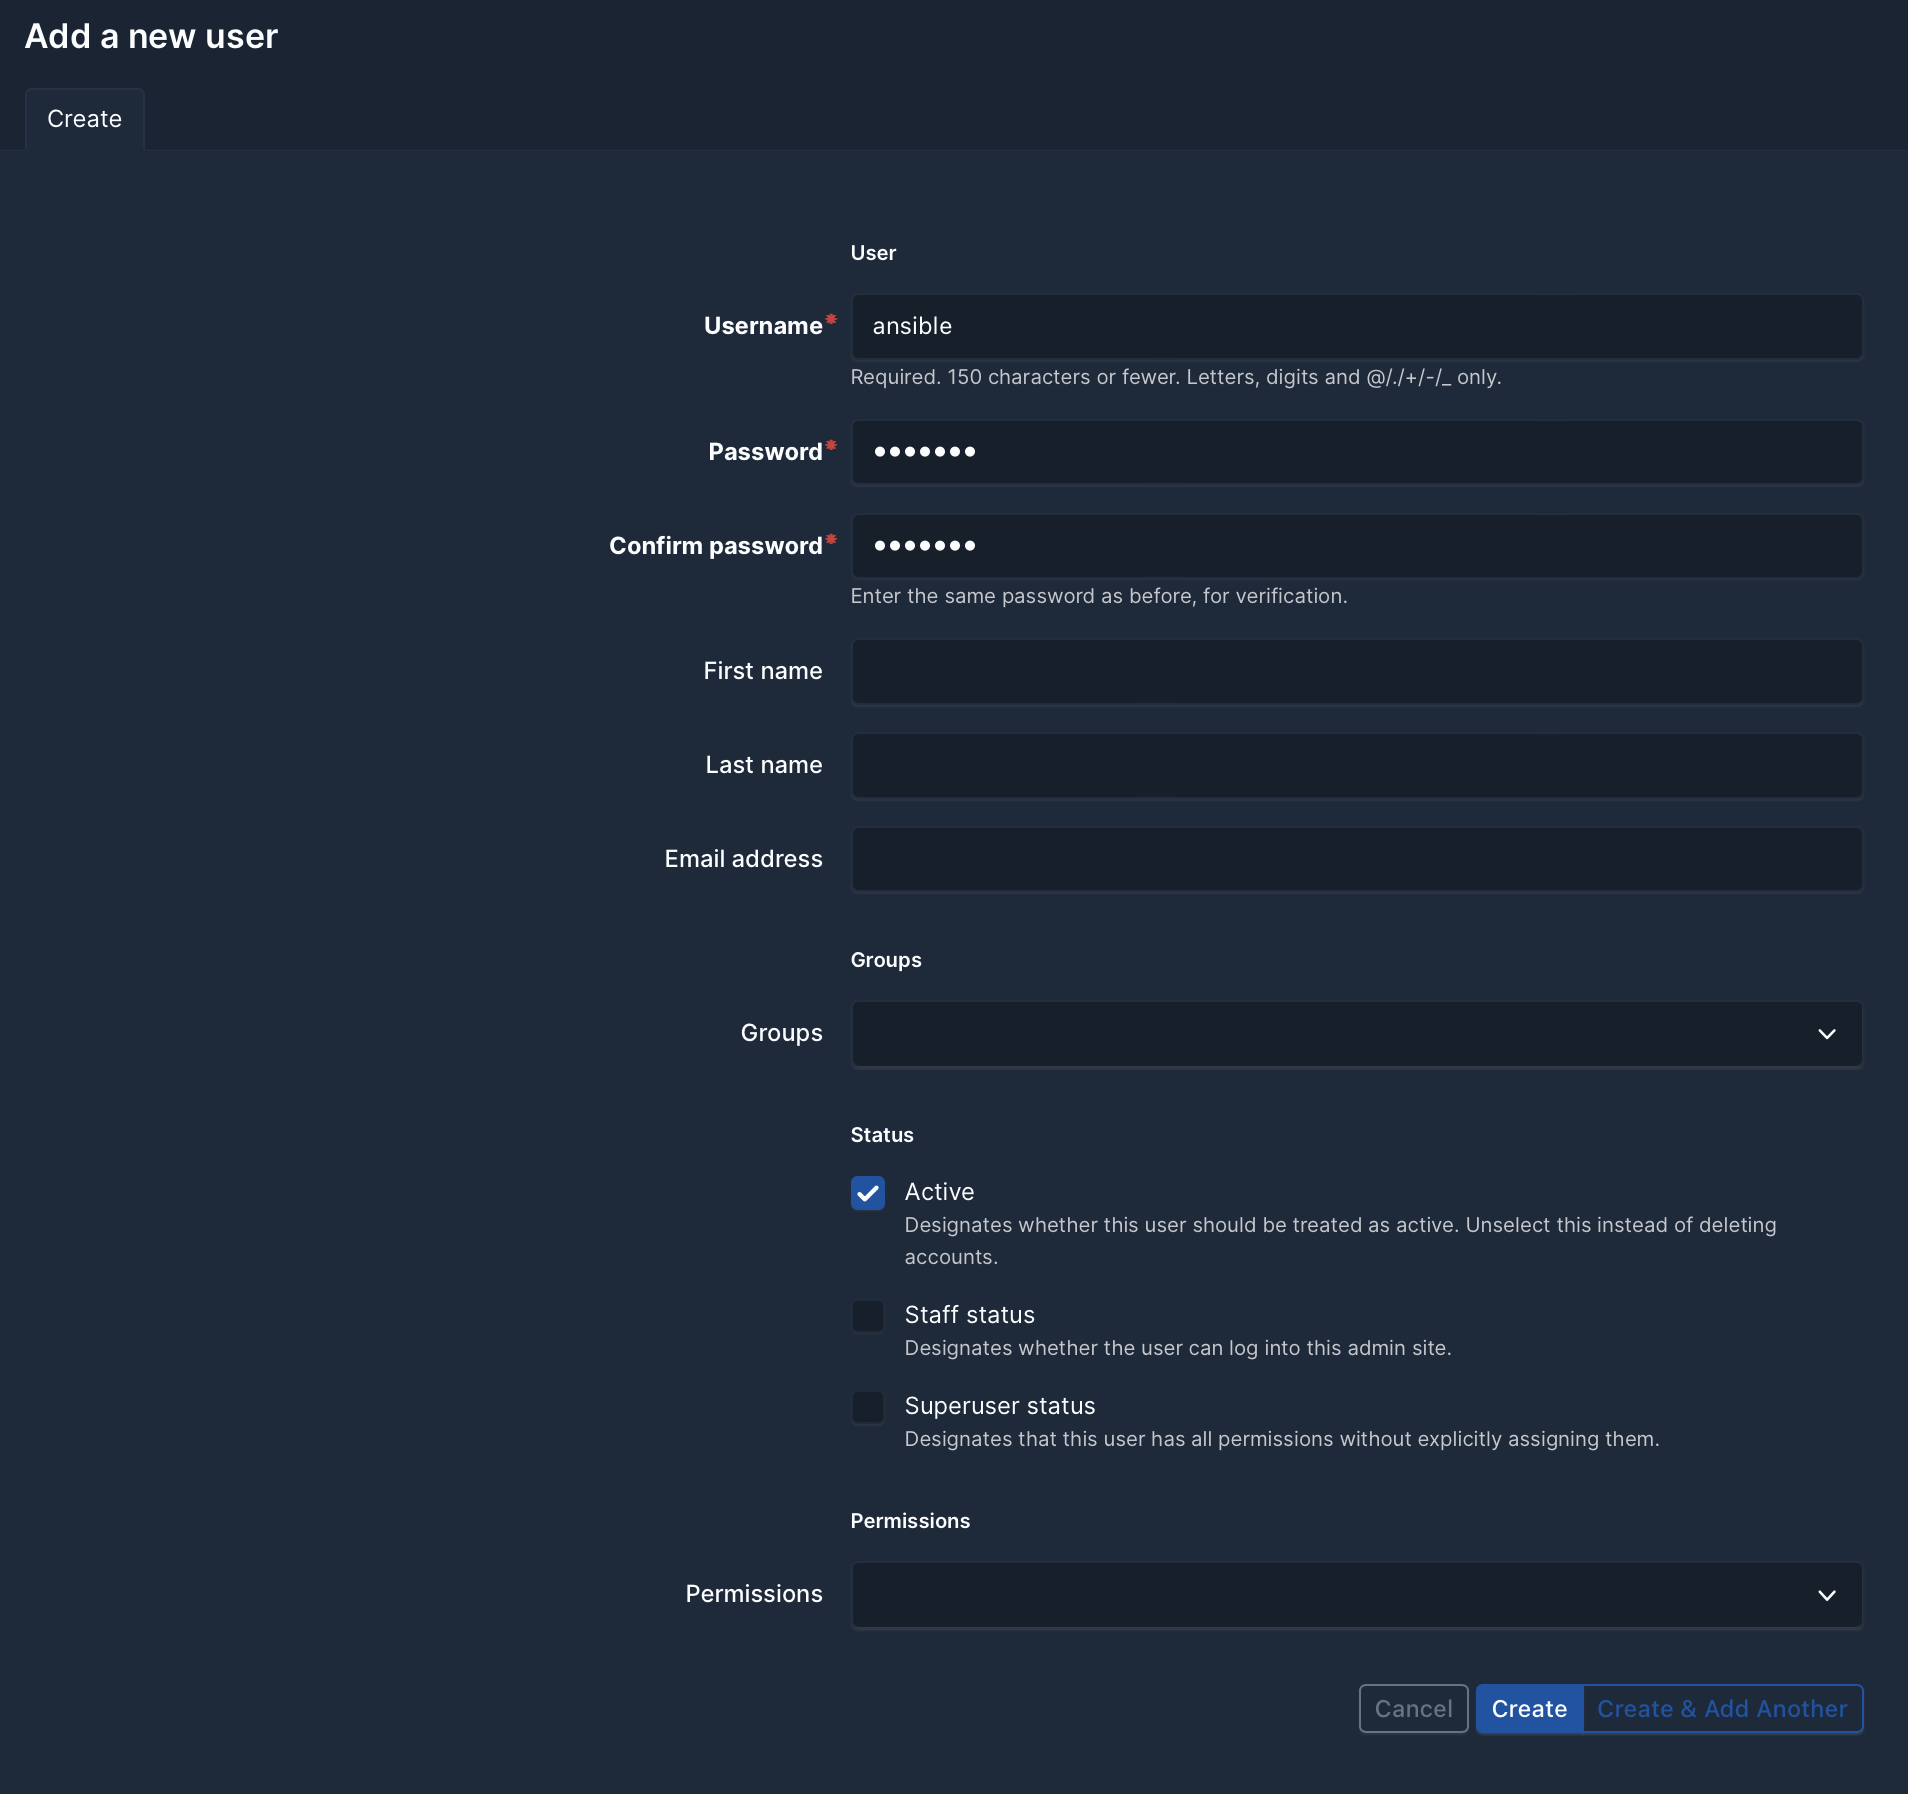 Add a new user
Create
User
Username*
ansible
Required. 150 characters or fewer. Letters, digits and @/./+/-/_ only.
Password*
•••••••
Confirm password*
•••••••
Enter the same password as before, for verification.
First name
Last name
Email address
Groups
Groups
Status
Active
Designates whether this user should be treated as active. Unselect this instead of deleting
accounts.
Staff status
Designates whether the user can log into this admin site.
Superuser status
Designates that this user has all permissions without explicitly assigning them.
Permissions
Permissions
Cancel
Create
Create & Add Another